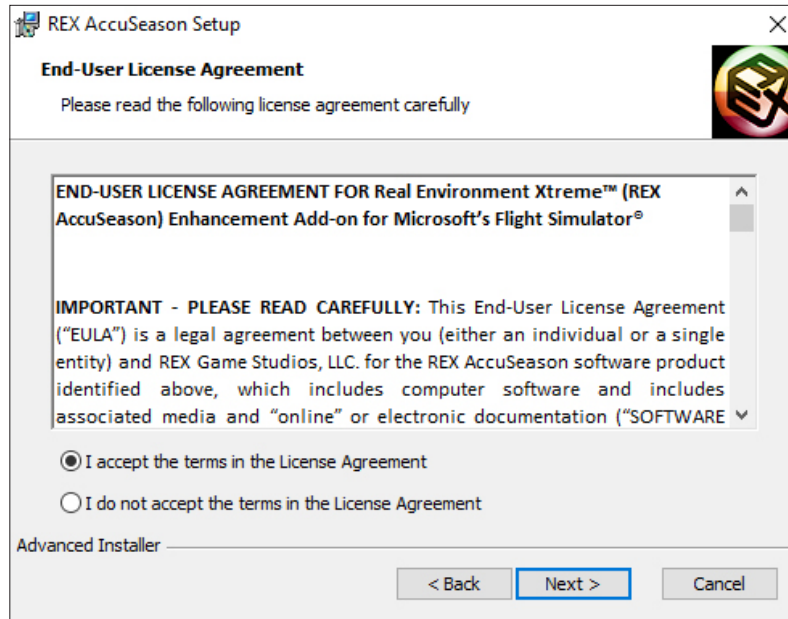 REX AccuSeason Setup
End-User License Agreement
Please read the following license agreement carefully
REX
END-USER LICENSE AGREEMENT FOR Real Environment Xtreme™ (REX
AccuSeason) Enhancement Add-on for Microsoft’s Flight Simulator®
IMPORTANT - PLEASE READ CAREFULLY: This End-User License Agreement
(“EULA”) is a legal agreement between you (either an individual or a single
entity) and REX Game Studios, LLC. for the REX AccuSeason software product
identified above, which includes computer software and includes
associated media and “online” or electronic documentation (“SOFTWARE
I accept the terms in the License Agreement
I do not accept the terms in the License Agreement
Advanced Installer
< Back Next > Cancel